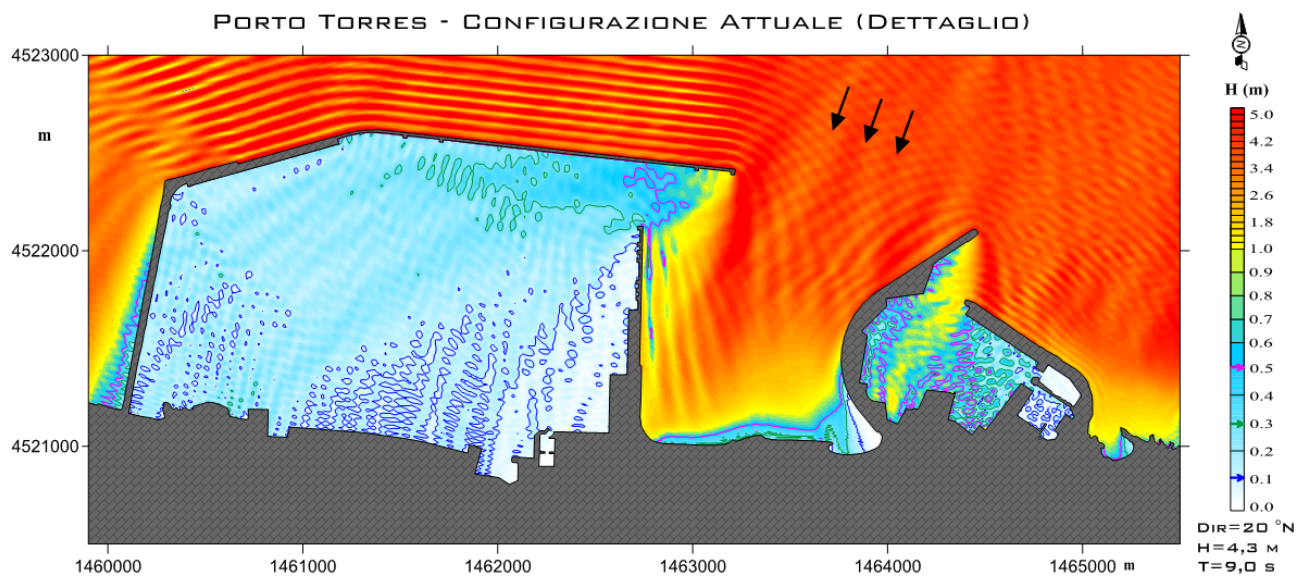 Porto Torres - Configurazione Attuale (Dettaglio)
4523000
m
4522000
4521000
1460000
1461000
1462000
1463000
1464000
1465000 m
N
H (m)
5.0
4.2
3.4
2.6
1.8
1.0
0.9
0.8
0.7
0.6
0.5
0.3
0.2
0.1
0.0
Dir=20 °N
H=4,3 m
T=9,0 s